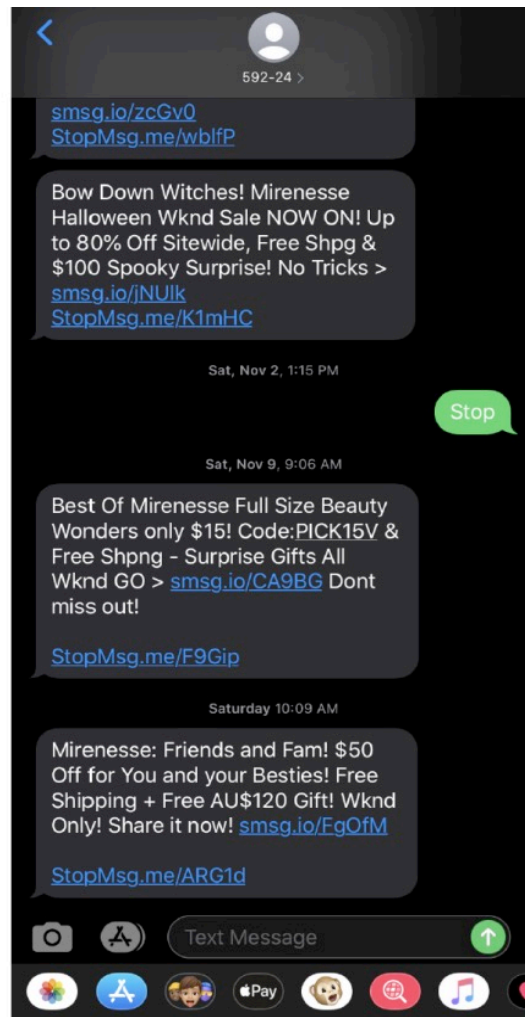 592-24 >
smsg.io/zcGv0
StopMsg.me/wblfP
Bow Down Witches! Mirenesse
Halloween Wknd Sale NOW ON! Up
to 80% Off Sitewide, Free Shpg &
$100 Spooky Surprise! No Tricks >
smsg.io/jNUlk
StopMsg.me/K1mHC
Sat, Nov 2, 1:15 PM
Stop
Sat, Nov 9, 9:06 AM
Best Of Mirenesse Full Size Beauty
Wonders only $15! Code:PICK15V &
Free Shpng - Surprise Gifts All
Wknd GO > smsg.io/CA9BG Dont
miss out!
StopMsg.me/F9Gip
Saturday 10:09 AM
Mirenesse: Friends and Fam! $50
Off for You and your Besties! Free
Shipping + Free AU$120 Gift! Wknd
Only! Share it now! smsg.io/FgOfM
StopMsg.me/ARG1d
Text Message
Pay